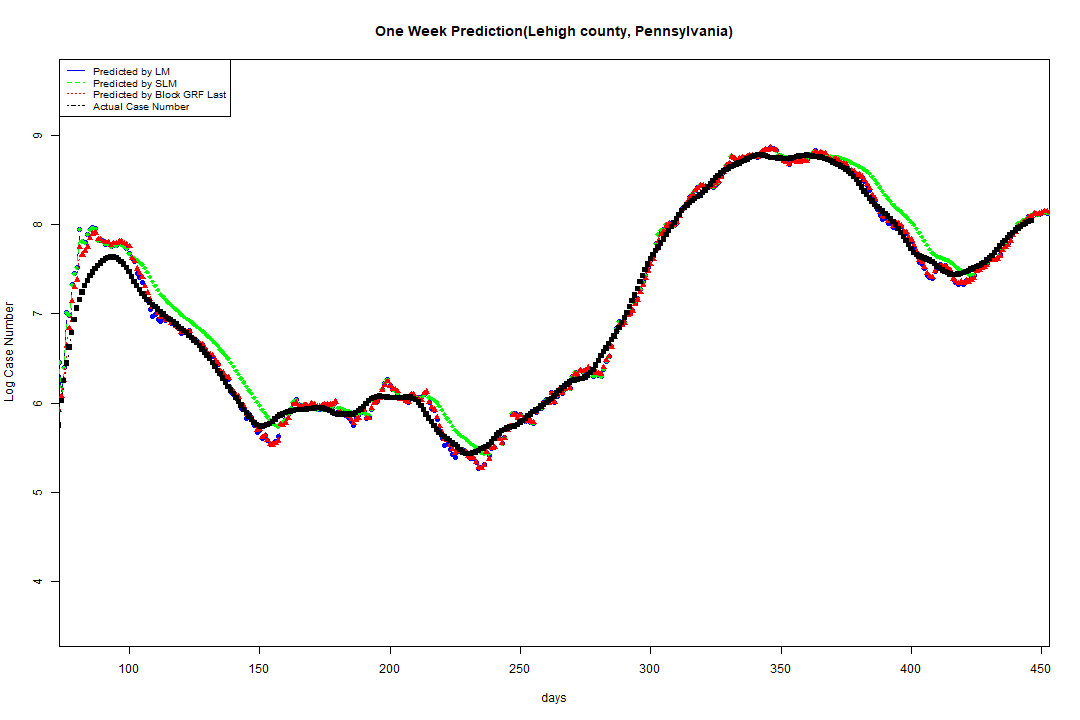 One Week Prediction(Lehigh county, Pennsylvania)
Predicted by LM
Predicted by SLM
Predicted by Block GRF Last
Actual Case Number
Log Case Number
9
8
7
6
5
4
100 150 200 250 300 350 400 450
days